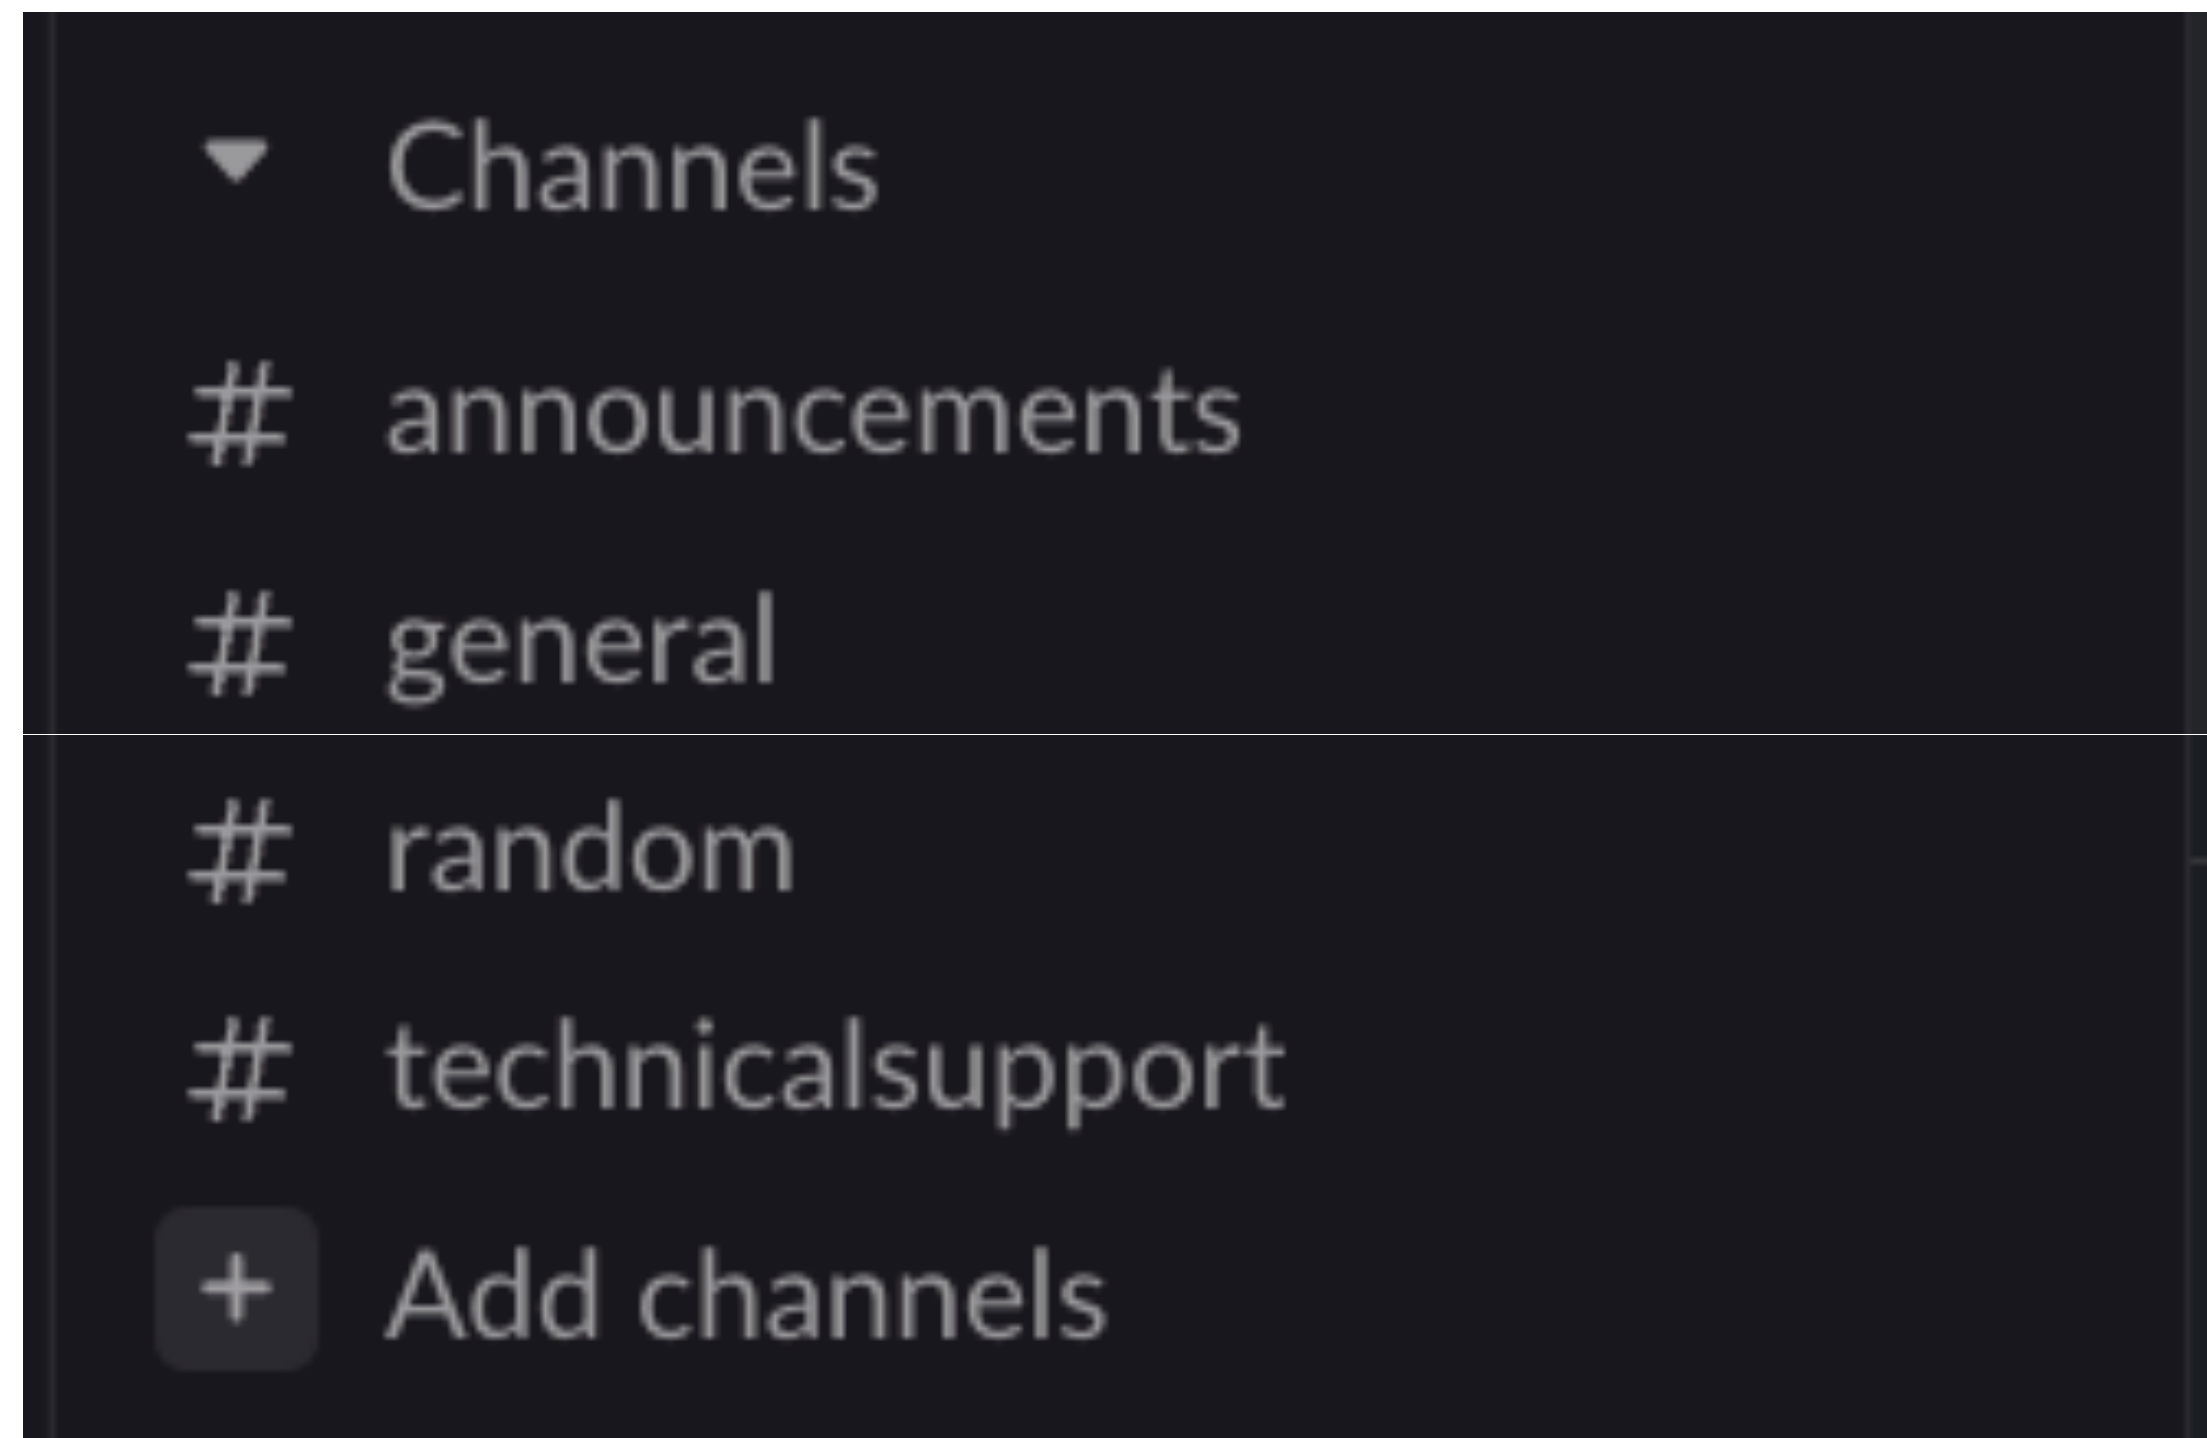 Channels
# announcements
# general
# random
# technicalsupport
+ Add channels